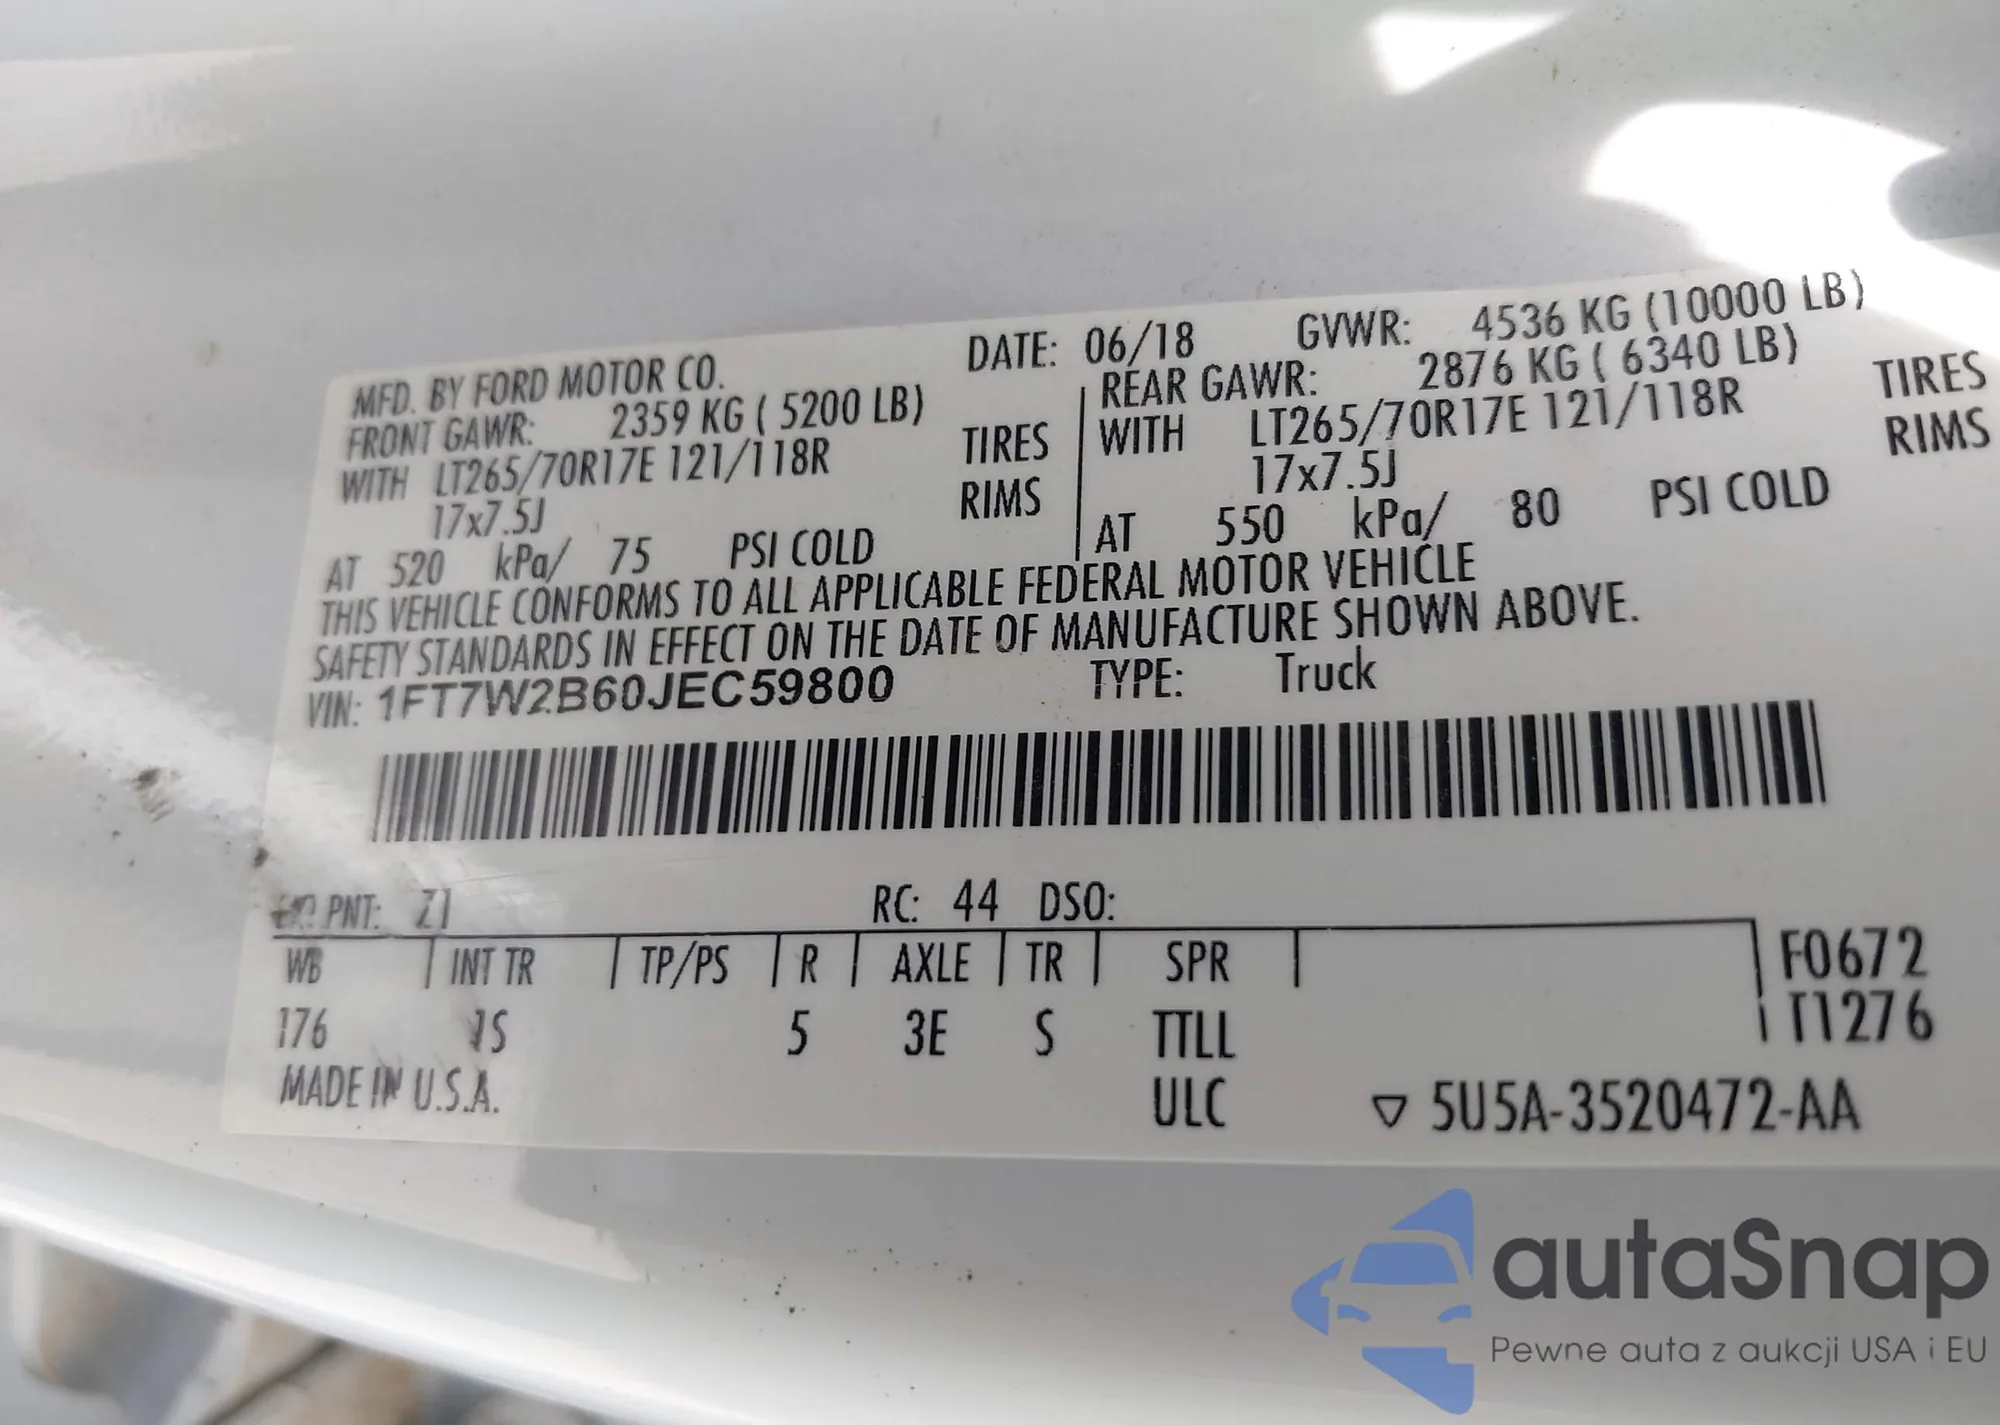 MFD. BY FORD MOTOR CO.
DATE: 06/18 GVWR: 4536 KG (10000 LB)
FRONT GAWR: 2359 KG ( 5200 LB)
WITH LT265/70R17E 121/118R TIRES
17x7.5J RIMS
AT 520 kPa/ 75 PSI COLD
REAR GAWR: 2876 KG ( 6340 LB)
WITH LT265/70R17E 121/118R TIRES
17x7.5J RIMS
AT 550 kPa/ 80 PSI COLD
THIS VEHICLE CONFORMS TO ALL APPLICABLE FEDERAL MOTOR VEHICLE
SAFETY STANDARDS IN EFFECT ON THE DATE OF MANUFACTURE SHOWN ABOVE.
VIN: 1FT7W2B60JEC59800 TYPE: Truck
PNT: Z1 RC: 44 DSO:
WB INT TR TP/PS R AXLE TR SPR
F0672
T1276
176 1S 5 3E S TTLL
MADE IN U.S.A. ULC ▽ 5U5A-3520472-AA
autaSnap
Pewne auta z aukcji USA i EU